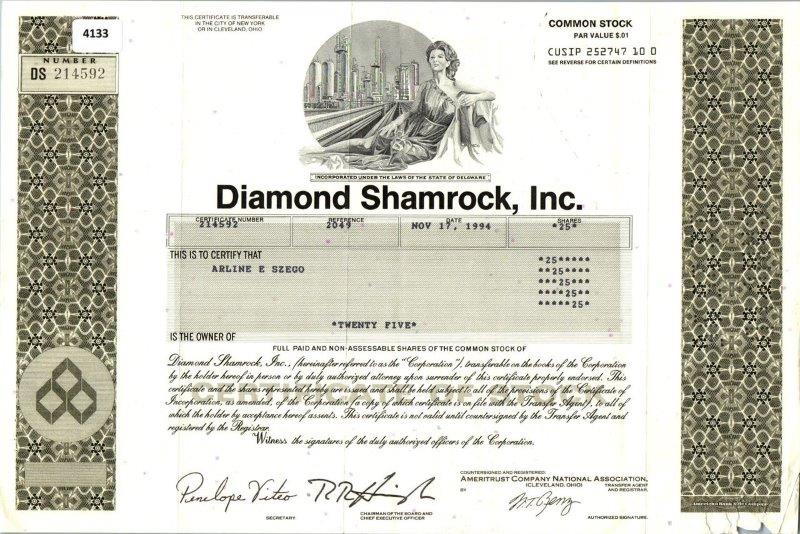 THIS CERTIFICATE IS TRANSFERABLE
IN THE CITY OF NEW YORK
OR IN CLEVELAND, OHIO
4133
NUMBER
DS 214592
COMMON STOCK
PAR VALUE $.01
CUSIP 252747 10 0
SEE REVERSE FOR CERTAIN DEFINITIONS
INCORPORATED UNDER THE LAWS OF THE STATE OF DELAWARE
Diamond Shamrock, Inc.
CERTIFICATE NUMBER REFERENCE DATE SHARES
214592 2049 NOV 17, 1994 *25*
THIS IS TO CERTIFY THAT
ARLINE E SZEGO
*25*****
**25****
***25***
****25**
*****25*
*TWENTY FIVE*
IS THE OWNER OF
FULL PAID AND NON-ASSESSABLE SHARES OF THE COMMON STOCK OF
Diamond Shamrock, Inc., (hereinafter referred to as the "Corporation"), transferable on the books of the Corporation
by the holder hereof in person or by duly authorized attorney upon surrender of this certificate properly endorsed. This
certificate and the shares represented hereby are issued and shall be held subject to all of the provisions of the Certificate of
Incorporation, as amended, of the Corporation (a copy of which certificate is on file with the Transfer Agent), to all of
which the holder by acceptance hereof assents. This certificate is not valid until countersigned by the Transfer Agent and
registered by the Registrar.
Witness the signatures of the duly authorized officers of the Corporation.
Penelope Viteo
SECRETARY
CHAIRMAN OF THE BOARD AND
CHIEF EXECUTIVE OFFICER
COUNTERSIGNED AND REGISTERED:
AMERITRUST COMPANY NATIONAL ASSOCIATION,
(CLEVELAND, OHIO) TRANSFER AGENT
BY AND REGISTRAR.
AUTHORIZED SIGNATURE.
American Bank Note Company